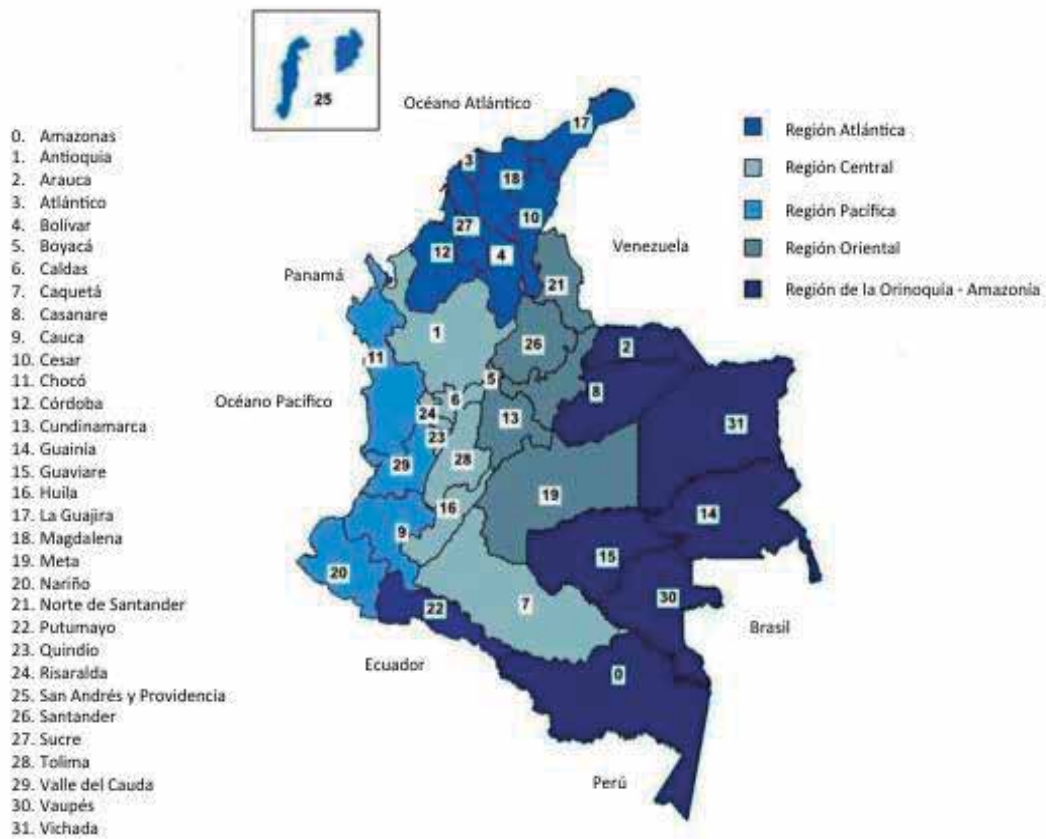 25
Océano Atlántico
0. Amazonas
1. Antioquia
2. Arauca
3. Atlántico
4. Bolívar
5. Boyacá
6. Caldas
7. Caquetá
8. Casanare
9. Cauca
10. Cesar
11. Chocó
12. Córdoba
13. Cundinamarca
14. Guainía
15. Guaviare
16. Huila
17. La Guajira
18. Magdalena
19. Meta
20. Nariño
21. Norte de Santander
22. Putumayo
23. Quindio
24. Risaralda
25. San Andrés y Providencia
26. Santander
27. Sucre
28. Tolima
29. Valle del Cauda
30. Vaupés
31. Vichada
Región Atlántica
Región Central
Región Pacífica
Región Oriental
Región de la Orinoquía - Amazonía
Venezuela
Panamá
Océano Pacífico
Ecuador
Brasil
Perú
17
3
18
10
27
12
4
21
1
26
2
11
5
8
6
24
13
31
23
28
29
19
16
14
9
15
20
22
7
30
0